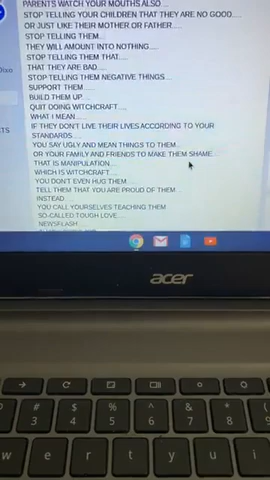 PARENTS WATCH YOUR MOUTHS ALSO....
STOP TELLING YOUR CHILDREN THAT THEY ARE NO GOOD.....
OR JUST LIKE THEIR MOTHER OR FATHER.....
STOP TELLING THEM....
THEY WILL AMOUNT INTO NOTHING....
STOP TELLING THEM THAT....
THAT THEY ARE BAD....
STOP TELLING THEM NEGATIVE THINGS....
SUPPORT THEM....
BUILD THEM UP....
QUIT DOING WITCHCRAFT.....
WHAT I MEAN.....
IF THEY DON'T LIVE THEIR LIVES ACCORDING TO YOUR
STANDARDS.....
YOU SAY UGLY AND MEAN THINGS TO THEM...
OR YOUR FAMILY AND FRIENDS TO MAKE THEM SHAME...
THAT IS MANIPULATION....
WHICH IS WITCHCRAFT....
YOU DON'T EVEN HUG THEM
TELL THEM THAT YOU ARE PROUD OF THEM...
INSTEAD....
YOU CALL YOURSELVES TEACHING THEM
SO-CALLED TOUGH LOVE....
NEWSFLASH....
acer
# $ % ^ & * (
3 4 5 6 7 8
w e r t y u i